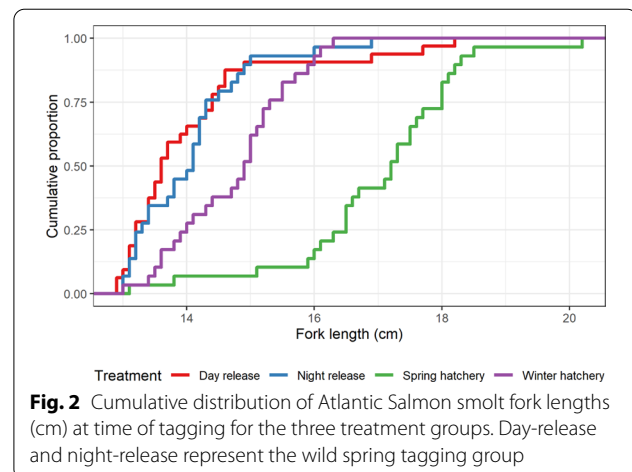 1.00
0.75
0.50
0.25
0.00
Cumulative proportion
14 16 18 20
Fork length (cm)
Treatment Day release Night release Spring hatchery Winter hatchery
Fig. 2 Cumulative distribution of Atlantic Salmon smolt fork lengths
(cm) at time of tagging for the three treatment groups. Day-release
and night-release represent the wild spring tagging group